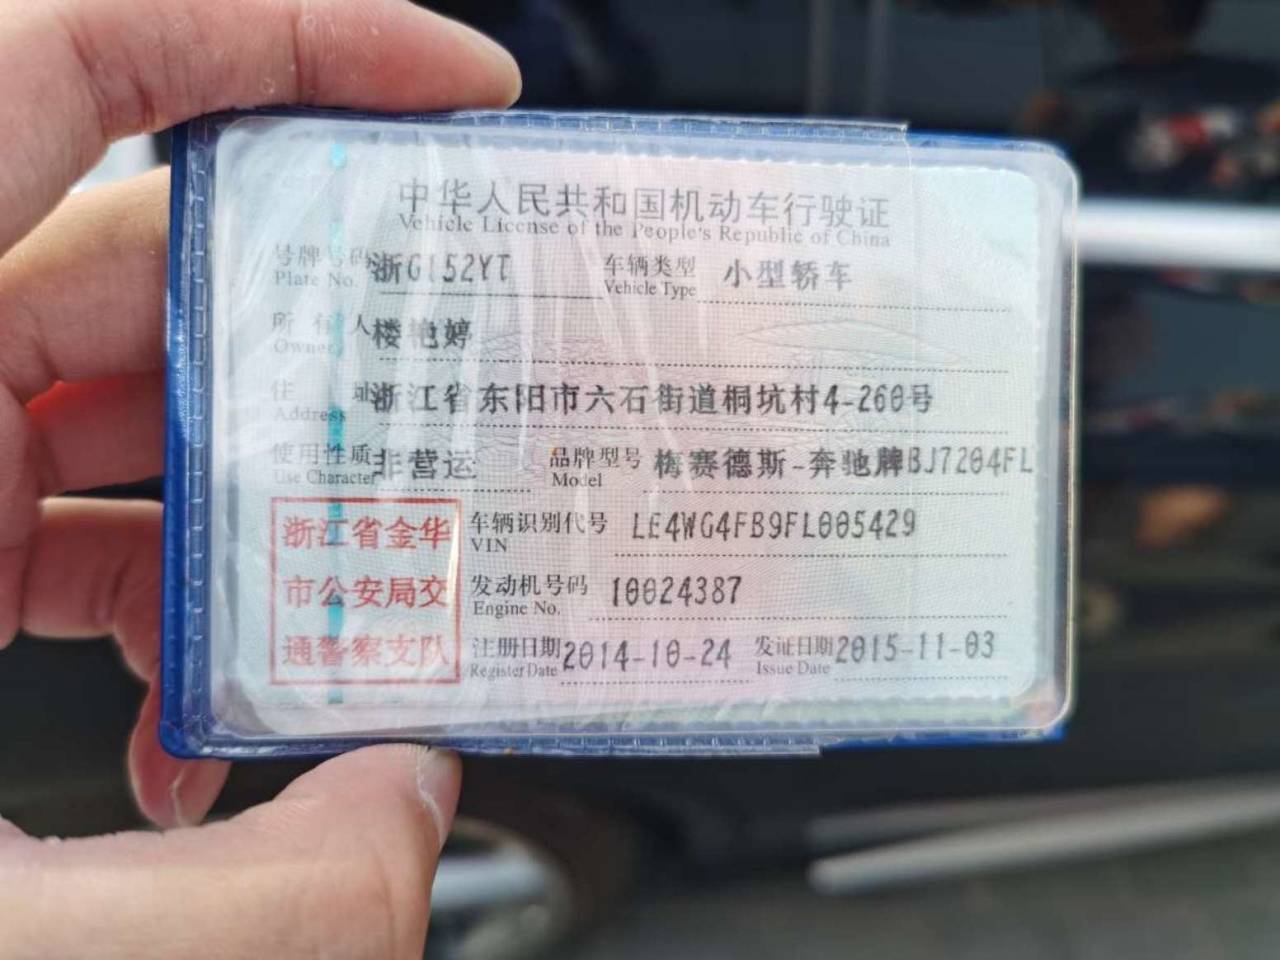 中华人民共和国机动车行驶证
Vehicle License of the People's Republic of China
号牌号码 浙G152YT 车辆类型 小型轿车
Plate No. Vehicle Type
所有人 楼艳婷
Owner
住址 浙江省东阳市六石街道桐坑村4-260号
Address
使用性质 非营运 品牌型号 梅赛德斯-奔驰牌BJ7204FL
Use Character Model
浙江省金华
市公安局交
通警察支队
车辆识别代号 LE4WG4FB9FL005429
VIN
发动机号码 10024387
Engine No.
注册日期 2014-10-24 发证日期 2015-11-03
Register Date Issue Date